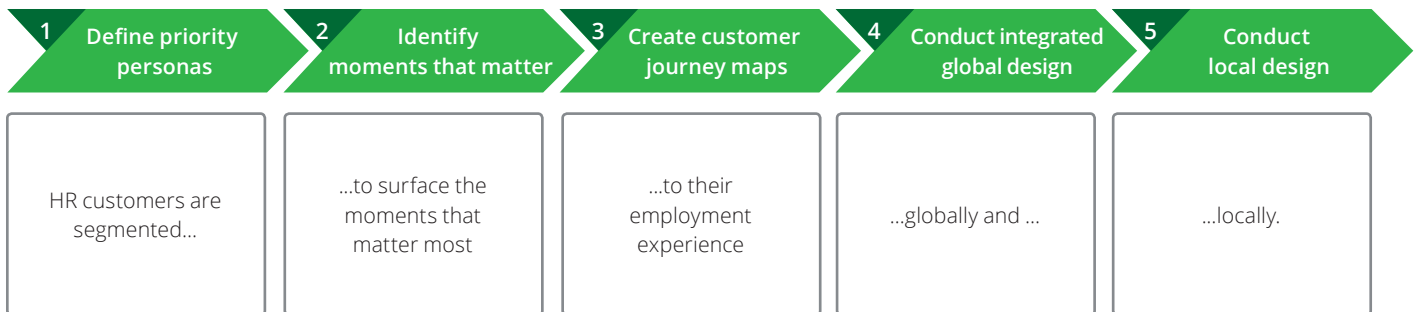 1
Define priority
personas
2
Identify
moments that matter
3
Create customer
journey maps
4
Conduct integrated
global design
5
Conduct
local design
HR customers are
segmented...
...to surface the
moments that
matter most
...to their
employment
experience
...globally and ...
...locally.